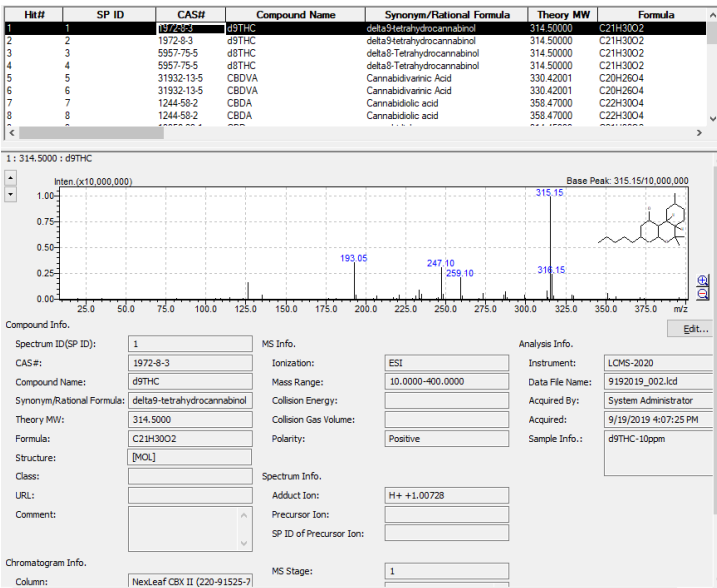 Hit# SP ID CAS# Compound Name Synonym/Rational Formula Theory MW Formula
1 1 1972-8-3 d9THC delta9-tetrahydrocannabinol 314.50000 C21H30O2
2 2 1972-8-3 d9THC delta9-tetrahydrocannabinol 314.50000 C21H30O2
3 3 5957-75-5 d8THC delta8-Tetrahydrocannabinol 314.50000 C21H30O2
4 4 5957-75-5 d8THC delta8-Tetrahydrocannabinol 314.50000 C21H30O2
5 5 31932-13-5 CBDVA Cannabidivarinic Acid 330.42001 C20H26O4
6 6 31932-13-5 CBDVA Cannabidivarinic Acid 330.42001 C20H26O4
7 7 1244-58-2 CBDA Cannabidiolic acid 358.47000 C22H30O4
8 8 1244-58-2 CBDA Cannabidiolic acid 358.47000 C22H30O4
1 : 314.5000 : d9THC
Inten.(x10,000,000) Base Peak: 315.15/10,000,000
1.00 315.15
0.75
0.50
193.05 247.10
0.25 259.10 316.15
0.00
25.0 50.0 75.0 100.0 125.0 150.0 175.0 200.0 225.0 250.0 275.0 300.0 325.0 350.0 375.0 m/z
Compound Info. Edit...
Spectrum ID(SP ID): 1 MS Info. Analysis Info.
CAS#: 1972-8-3 Ionization: ESI Instrument: LCMS-2020
Compound Name: d9THC Mass Range: 10.0000-400.0000 Data File Name: 9192019_002.lcd
Synonym/Rational Formula: delta9-tetrahydrocannabinol Collision Energy: Acquired By: System Administrator
Theory MW: 314.5000 Collision Gas Volume: Acquired: 9/19/2019 4:07:25 PM
Formula: C21H30O2 Polarity: Positive Sample Info.: d9THC-10ppm
Structure: [MOL]
Class: Spectrum Info.
URL: Adduct Ion: H+ +1.00728
Comment: Precursor Ion:
SP ID of Precursor Ion:
Chromatogram Info.
MS Stage: 1
Column: NexLeaf CBX II (220-91525-7